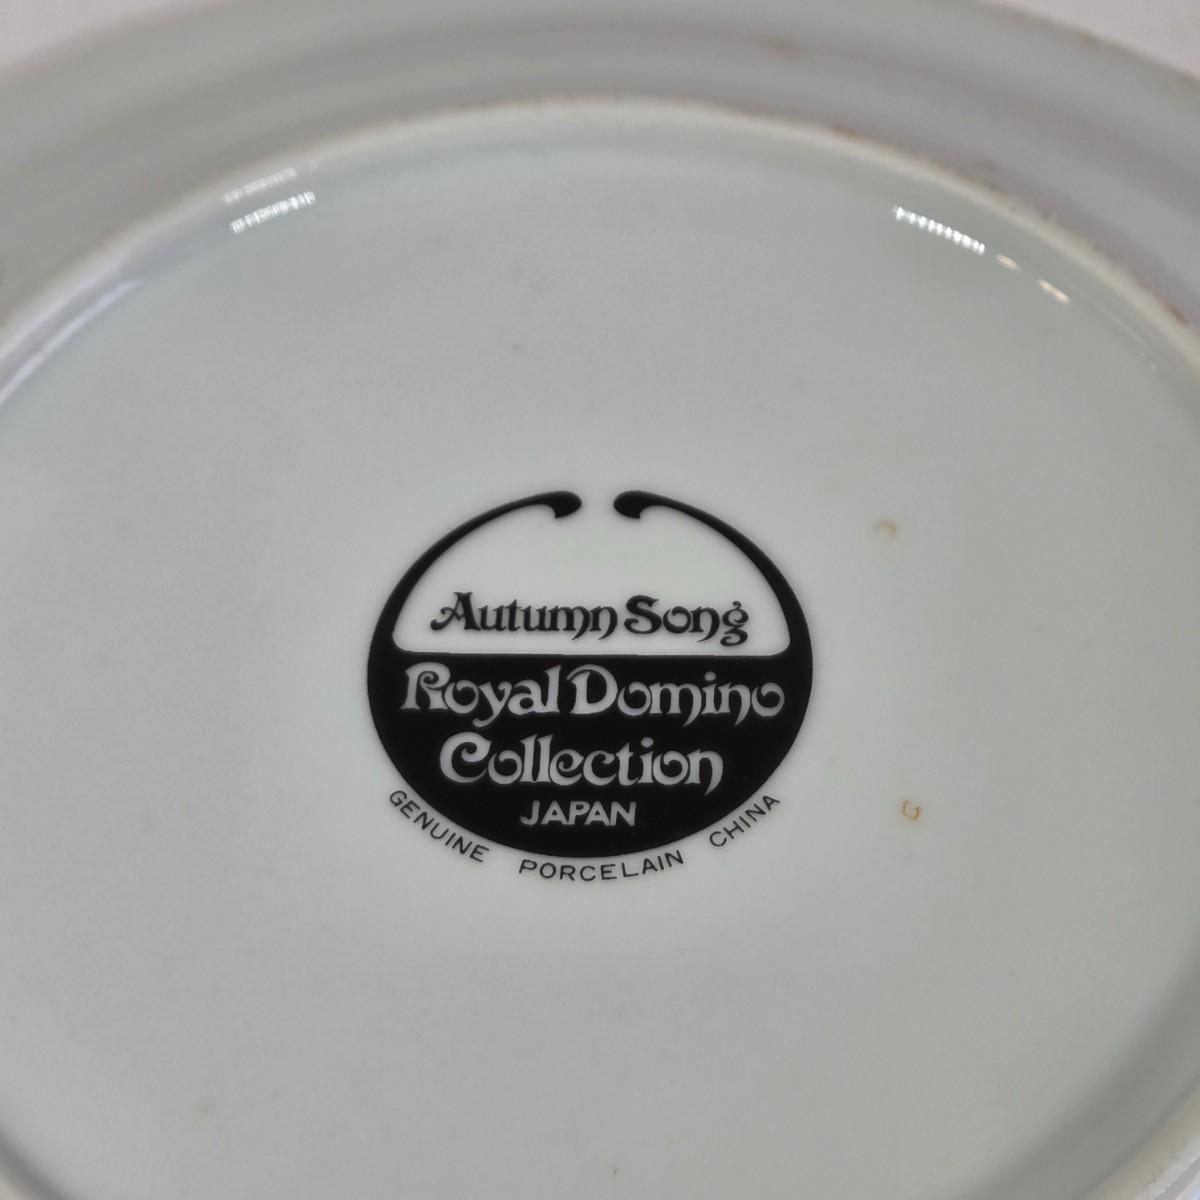 Autumn Song
Royal Domino
Collection
JAPAN
GENUINE PORCELAIN CHINA